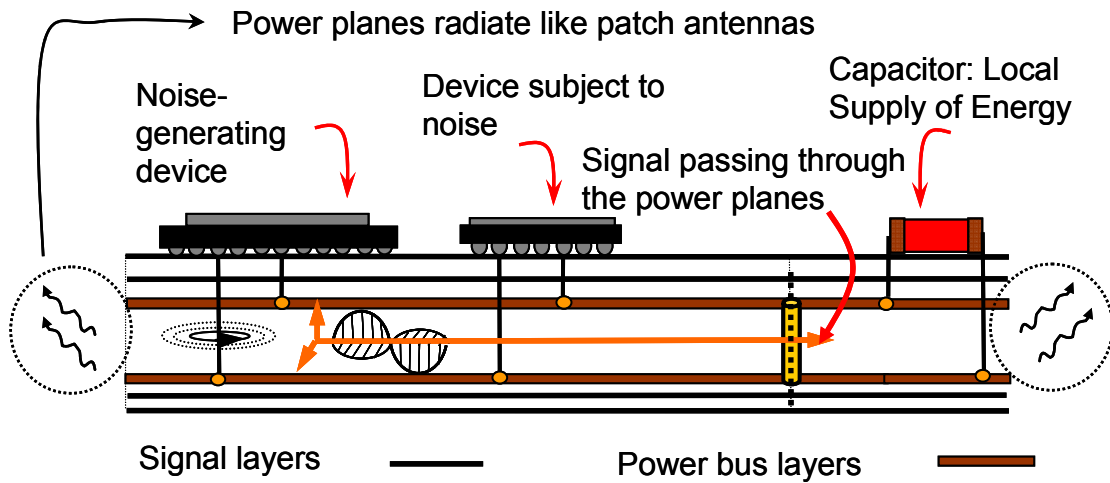 Power planes radiate like patch antennas
Noise-
generating
device
Device subject to
noise
Capacitor: Local
Supply of Energy
Signal passing through
the power planes
Signal layers
Power bus layers